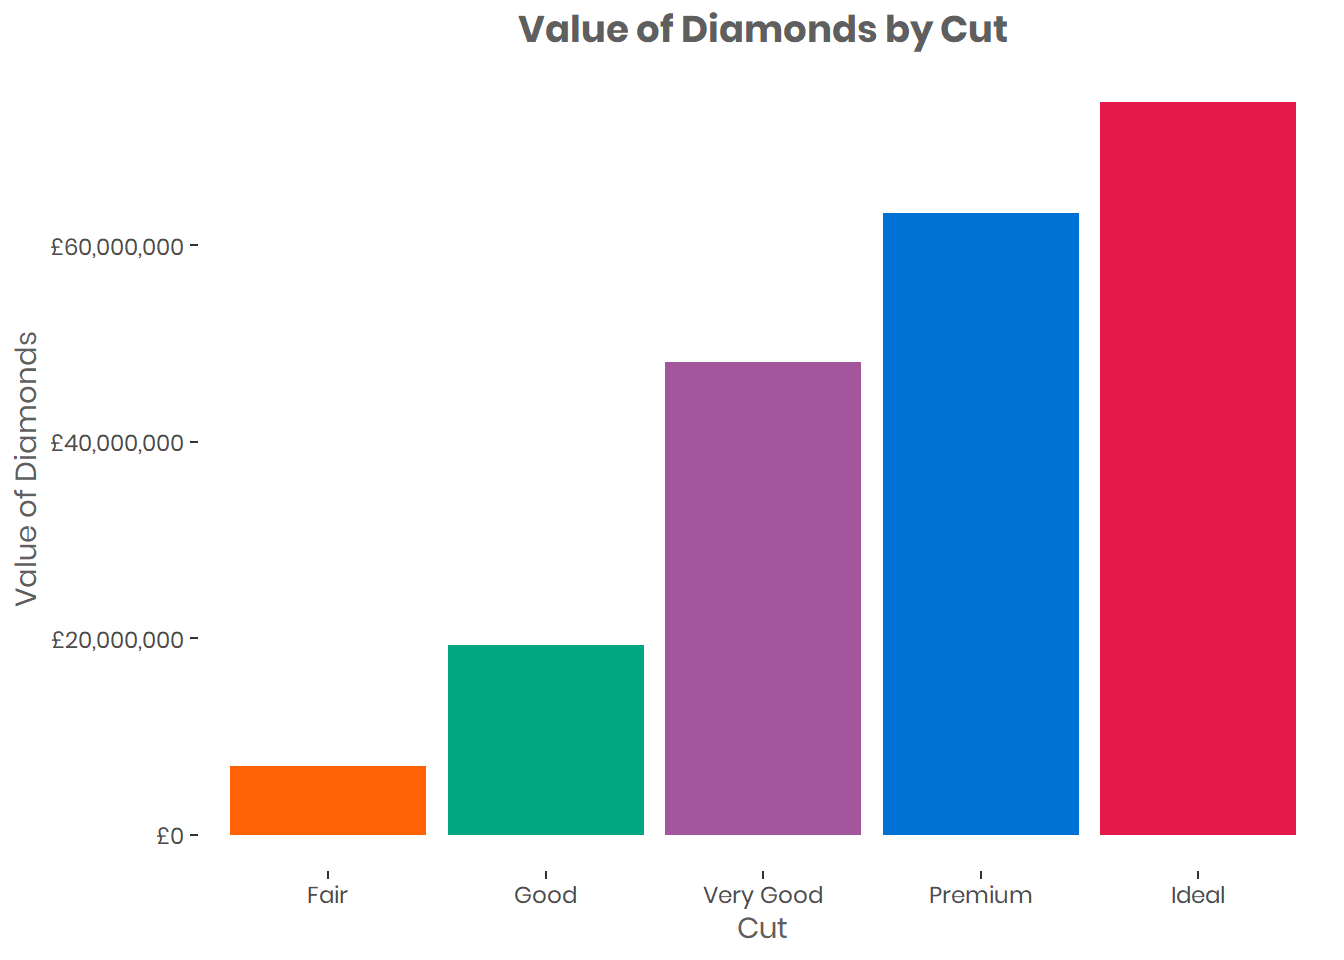 Value of Diamonds by Cut
Value of Diamonds
£60,000,000
£40,000,000
£20,000,000
£0
Fair
Good
Very Good
Premium
Ideal
Cut